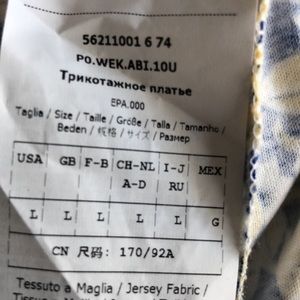 56211001 6 74
PO.WEK.ABI.10U
Трикотажное платье
EPA.000
Taglia / Size / Taille / Größe / Talla / Tamanho /
Beden / 规格 / サイズ / Размер
USA GB F-B CH-NL I-J MEX
A-D RU
L L L L L G
CN 尺码: 170/92A
Tessuto a Maglia / Jersey Fabric /